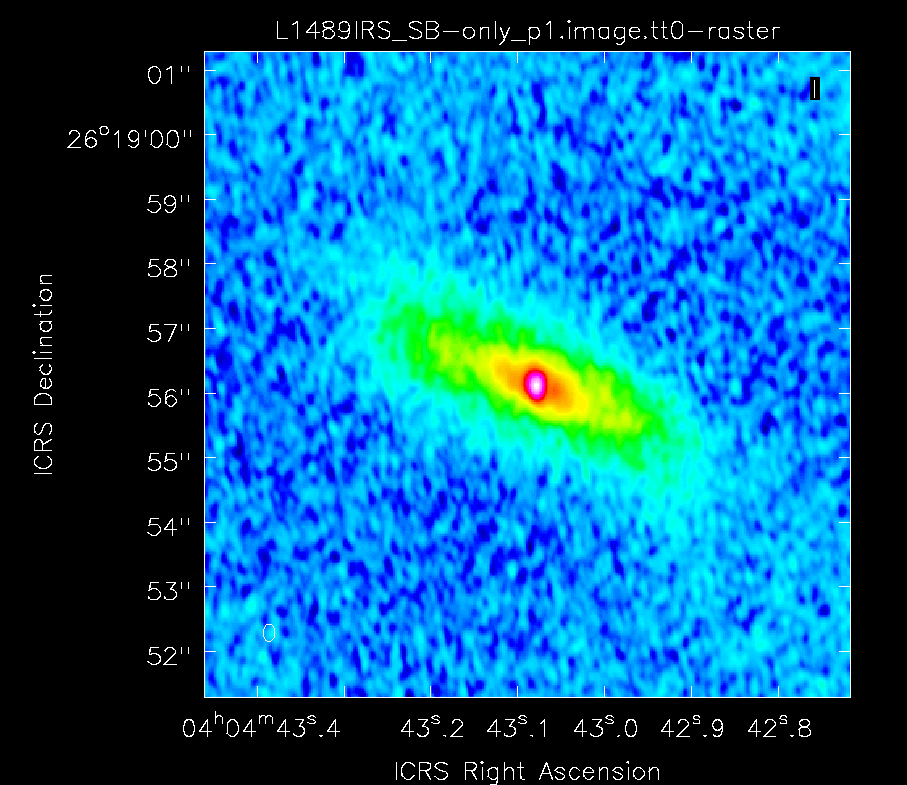 L1489IRS_SB-only_p1.image.tt0-raster
I
01"
26°19'00"
59"
58"
57"
56"
55"
54"
53"
52"
ICRS Declination
04ʰ04ᵐ43ˢ.4 43ˢ.2 43ˢ.1 43ˢ.0 42ˢ.9 42ˢ.8
ICRS Right Ascension